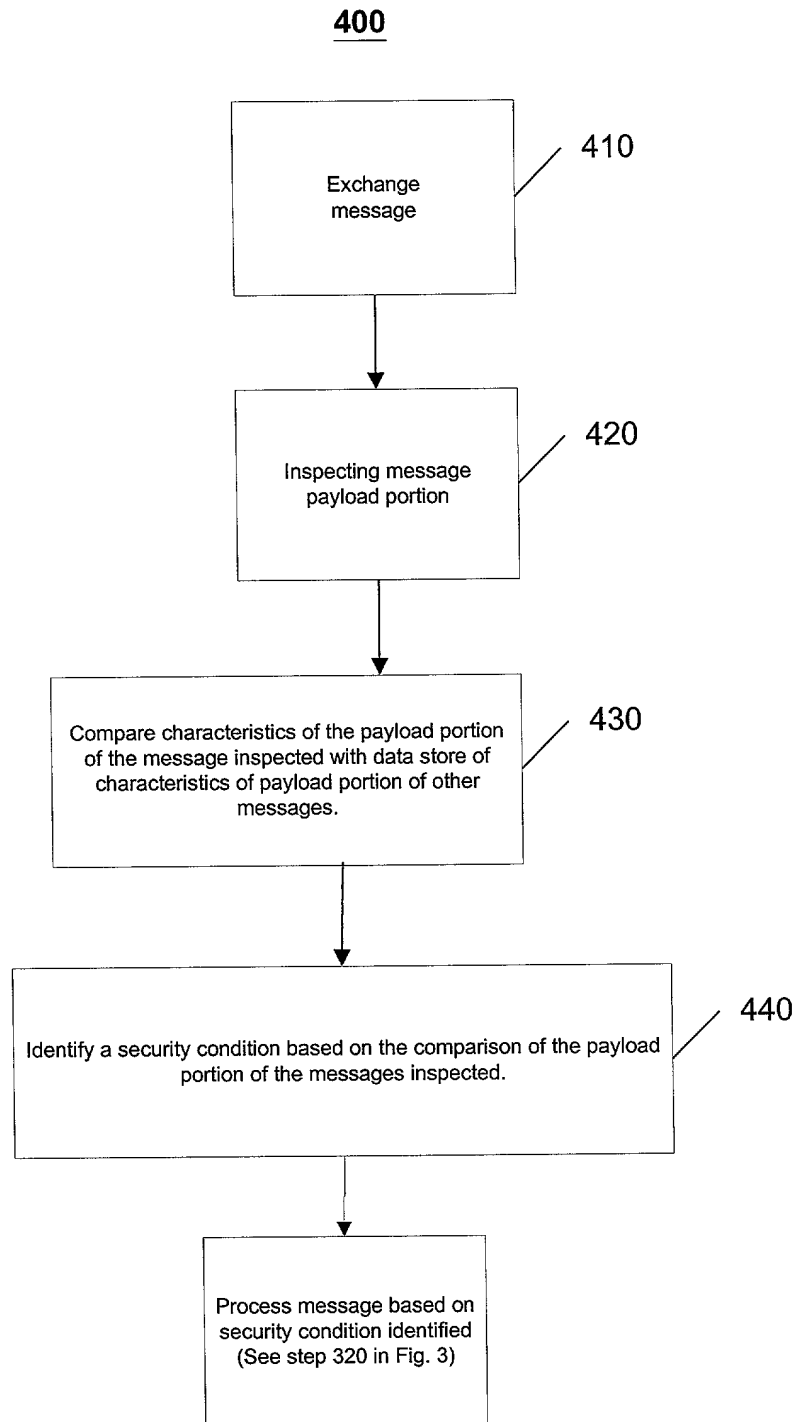 400
Exchange
message
410
Inspecting message
payload portion
420
Compare characteristics of the payload portion
of the message inspected with data store of
characteristics of payload portion of other
messages.
430
Identify a security condition based on the comparison of the payload
portion of the messages inspected.
440
Process message based on
security condition identified
(See step 320 in Fig. 3)